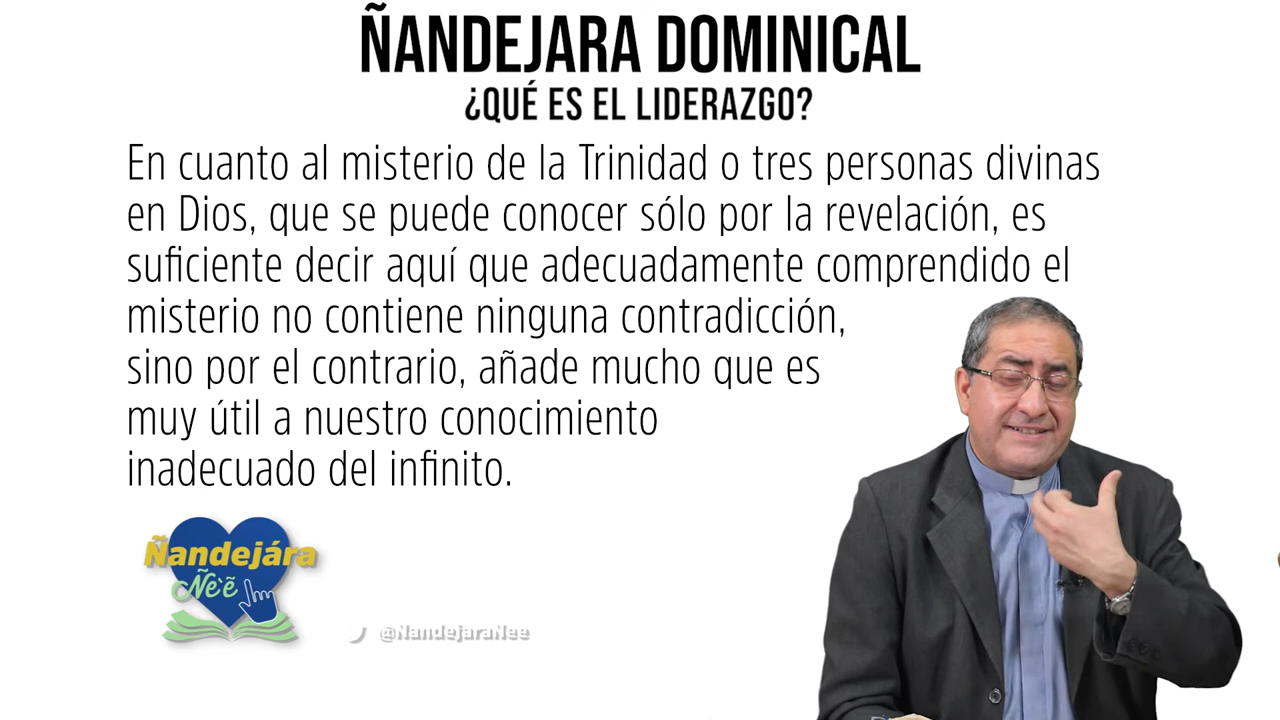 ÑANDEJARA DOMINICAL
¿QUÉ ES EL LIDERAZGO?
En cuanto al misterio de la Trinidad o tres personas divinas
en Dios, que se puede conocer sólo por la revelación, es
suficiente decir aquí que adecuadamente comprendido el
misterio no contiene ninguna contradicción,
sino por el contrario, añade mucho que es
muy útil a nuestro conocimiento
inadecuado del infinito.
Ñandejára
Ñe'ẽ
@NandejaraNee